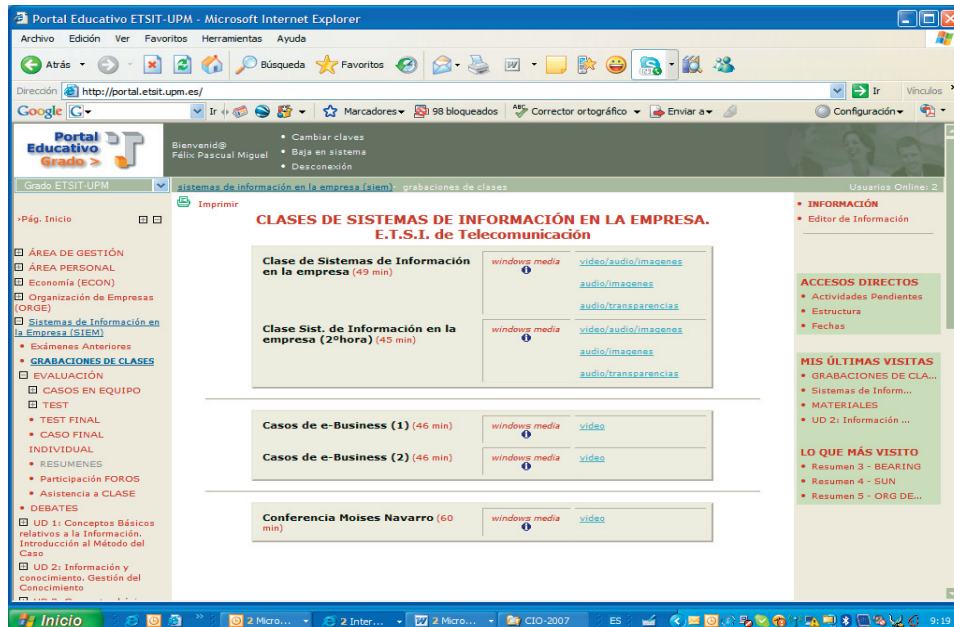 Portal Educativo ETSIT-UPM - Microsoft Internet Explorer
Archivo Edición Ver Favoritos Herramientas Ayuda
Atrás Búsqueda Favoritos
Dirección http://portal.etsit.upm.es/ Ir Vínculos
Google Ir Marcadores 98 bloqueados Corrector ortográfico Enviar a Configuración
Portal
Educativo
Grado >
Bienvenid@
Félix Pascual Miguel
• Cambiar claves
• Baja en sistema
• Desconexión
Grado ETSIT-UPM
sistemas de información en la empresa (siem)- grabaciones de clases
Usuarios Online: 2
›Pág. Inicio
ÁREA DE GESTIÓN
ÁREA PERSONAL
Economía (ECON)
Organización de Empresas
(ORGE)
Sistemas de Información en
la Empresa (SIEM)
• Exámenes Anteriores
• GRABACIONES DE CLASES
EVALUACIÓN
CASOS EN EQUIPO
TEST
• TEST FINAL
• CASO FINAL
INDIVIDUAL
• RESUMENES
• Participación FOROS
• Asistencia a CLASE
• DEBATES
UD 1: Conceptos Básicos
relativos a la Información.
Introducción al Método del
Caso
UD 2: Información y
conocimiento. Gestión del
Conocimiento
Imprimir
CLASES DE SISTEMAS DE INFORMACIÓN EN LA EMPRESA.
E.T.S.I. de Telecomunicación
Clase de Sistemas de Información
en la empresa (49 min)
windows media
video/audio/imagenes
audio/imagenes
audio/transparencias
Clase Sist. de Información en la
empresa (2ºhora) (45 min)
windows media
video/audio/imagenes
audio/imagenes
audio/transparencias
Casos de e-Business (1) (46 min) windows media video
Casos de e-Business (2) (46 min) windows media video
Conferencia Moises Navarro (60
min)
windows media video
• INFORMACIÓN
• Editor de Información
ACCESOS DIRECTOS
• Actividades Pendientes
• Estructura
• Fechas
MIS ÚLTIMAS VISITAS
• GRABACIONES DE CLA...
• Sistemas de Inform...
• MATERIALES
• UD 2: Información ...
LO QUE MÁS VISITO
• Resumen 3 - BEARING
• Resumen 4 - SUN
• Resumen 5 - ORG DE...
Inicio 2 Micro... 2 Inter... 2 Micro... CIO-2007 ES 9:19